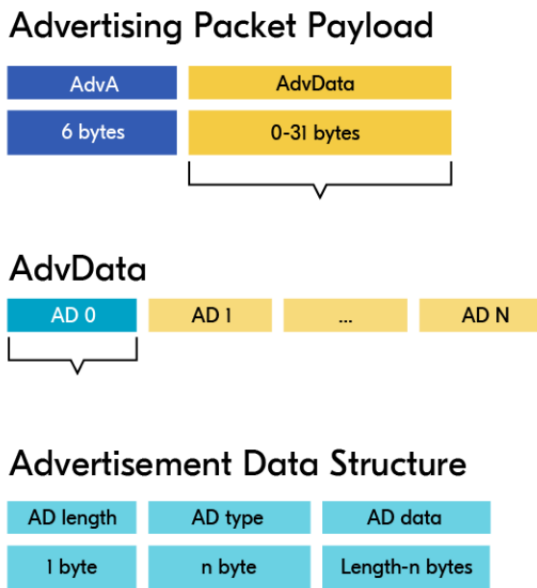 Advertising Packet Payload
AdvA AdvData
6 bytes 0-31 bytes
AdvData
AD 0 AD 1 ... AD N
Advertisement Data Structure
AD length AD type AD data
1 byte n byte Length-n bytes